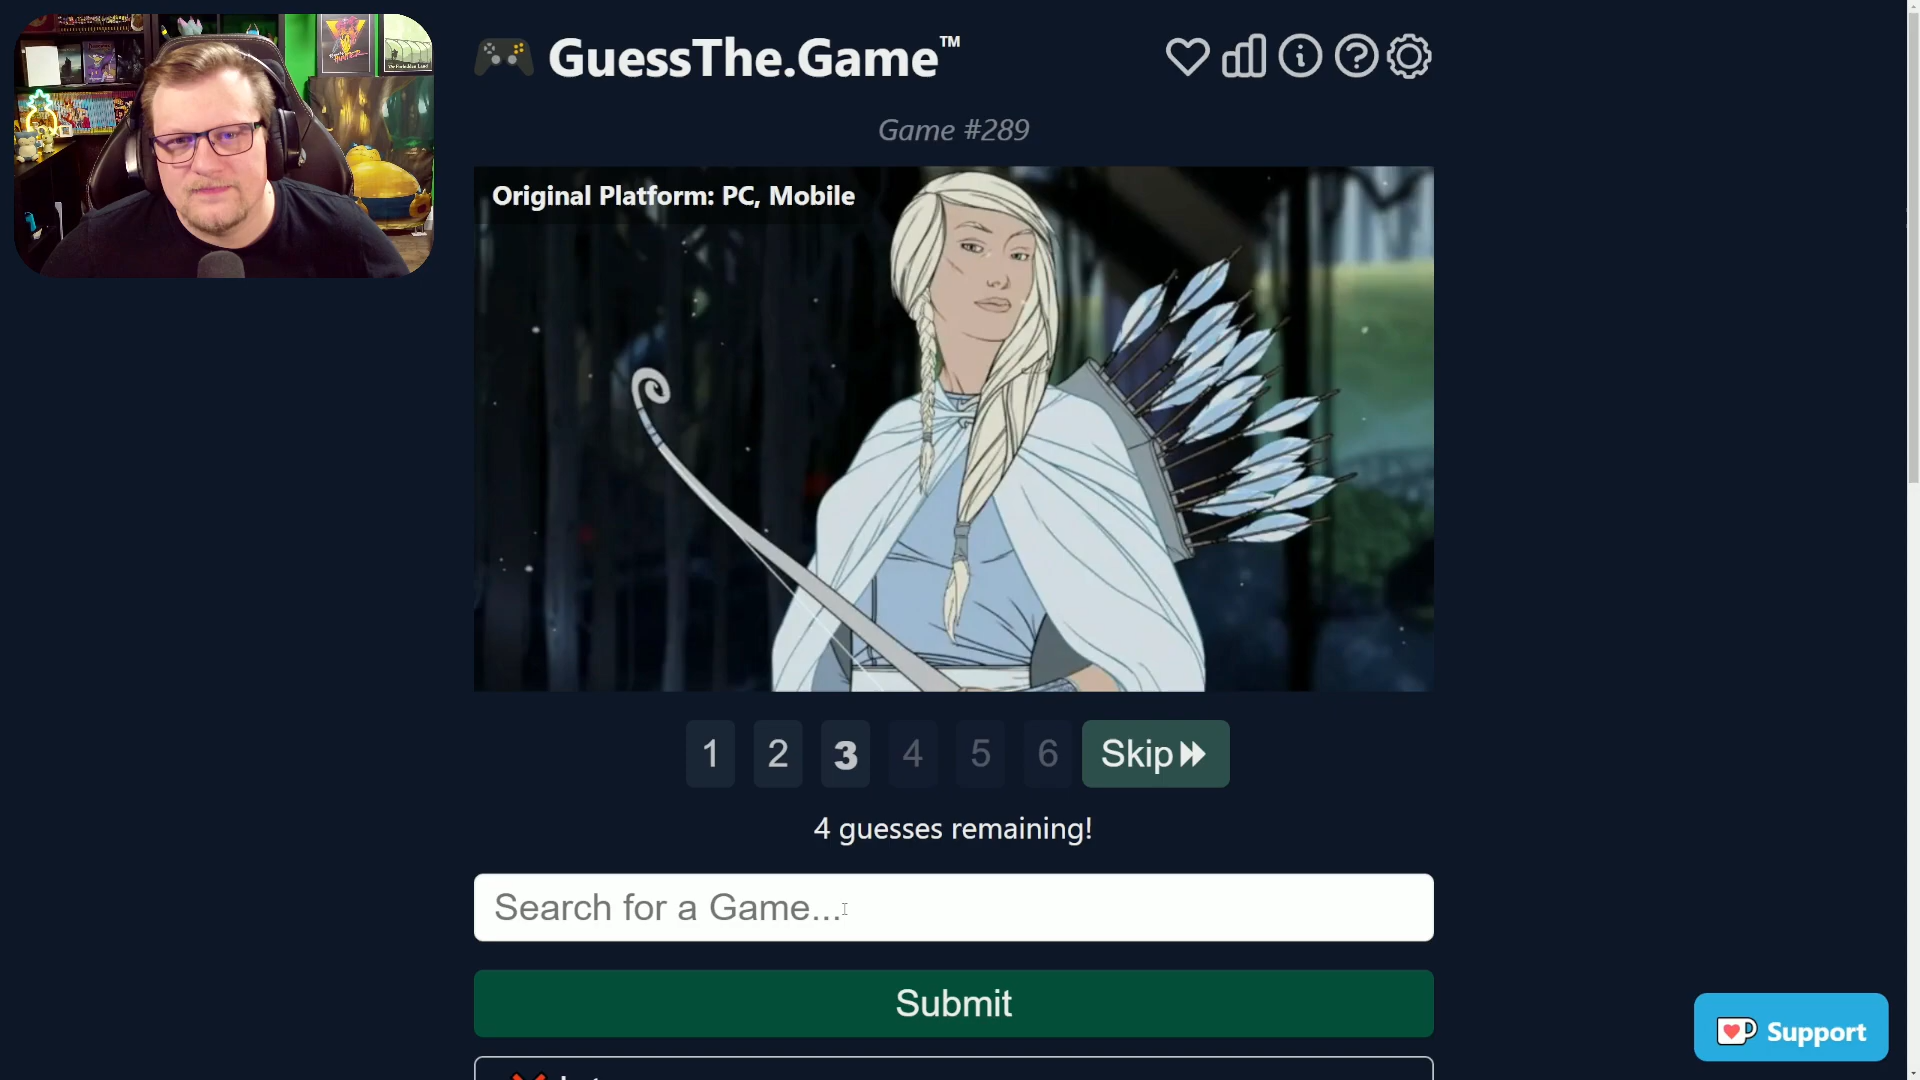 GuessThe.Game™
Game #289
Original Platform: PC, Mobile
1 2 3 4 5 6 Skip
4 guesses remaining!
Search for a Game...
Submit
Support